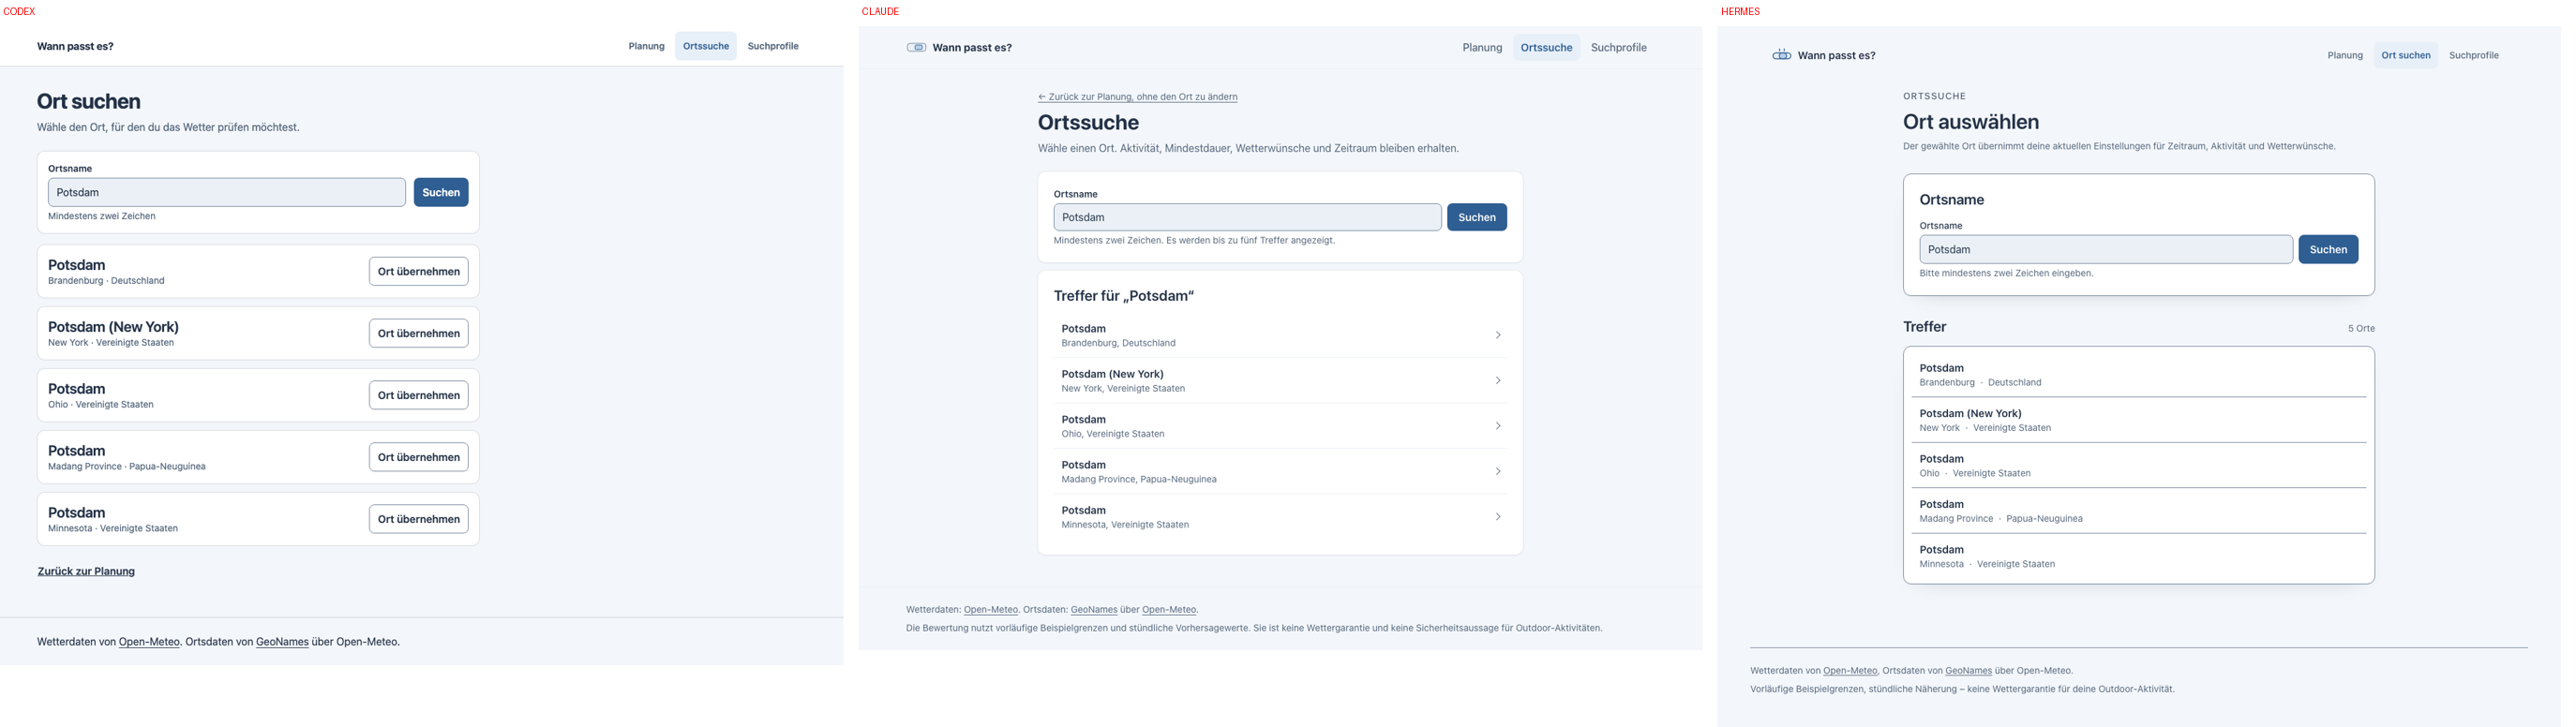 CODEX
Wann passt es?
Planung Ortssuche Suchprofile
Ort suchen
Wähle den Ort, für den du das Wetter prüfen möchtest.
Ortsname
Potsdam Suchen
Mindestens zwei Zeichen
Potsdam
Brandenburg · Deutschland
Ort übernehmen
Potsdam (New York)
New York · Vereinigte Staaten
Ort übernehmen
Potsdam
Ohio · Vereinigte Staaten
Ort übernehmen
Potsdam
Madang Province · Papua-Neuguinea
Ort übernehmen
Potsdam
Minnesota · Vereinigte Staaten
Ort übernehmen
Zurück zur Planung
Wetterdaten von Open-Meteo. Ortsdaten von GeoNames über Open-Meteo.
CLAUDE
Wann passt es?
Planung Ortssuche Suchprofile
← Zurück zur Planung, ohne den Ort zu ändern
Ortssuche
Wähle einen Ort. Aktivität, Mindestdauer, Wetterwünsche und Zeitraum bleiben erhalten.
Ortsname
Potsdam Suchen
Mindestens zwei Zeichen. Es werden bis zu fünf Treffer angezeigt.
Treffer für „Potsdam“
Potsdam
Brandenburg, Deutschland
Potsdam (New York)
New York, Vereinigte Staaten
Potsdam
Ohio, Vereinigte Staaten
Potsdam
Madang Province, Papua-Neuguinea
Potsdam
Minnesota, Vereinigte Staaten
Wetterdaten: Open-Meteo. Ortsdaten: GeoNames über Open-Meteo.
Die Bewertung nutzt vorläufige Beispielgrenzen und stündliche Vorhersagewerte. Sie ist keine Wettergarantie und keine Sicherheitsaussage für Outdoor-Aktivitäten.
HERMES
Wann passt es?
Planung Ort suchen Suchprofile
ORTSSUCHE
Ort auswählen
Der gewählte Ort übernimmt deine aktuellen Einstellungen für Zeitraum, Aktivität und Wetterwünsche.
Ortsname
Ortsname
Potsdam Suchen
Bitte mindestens zwei Zeichen eingeben.
Treffer 5 Orte
Potsdam
Brandenburg · Deutschland
Potsdam (New York)
New York · Vereinigte Staaten
Potsdam
Ohio · Vereinigte Staaten
Potsdam
Madang Province · Papua-Neuguinea
Potsdam
Minnesota · Vereinigte Staaten
Wetterdaten von Open-Meteo, Ortsdaten von GeoNames über Open-Meteo.
Vorläufige Beispielgrenzen, stündliche Näherung – keine Wettergarantie für deine Outdoor-Aktivität.